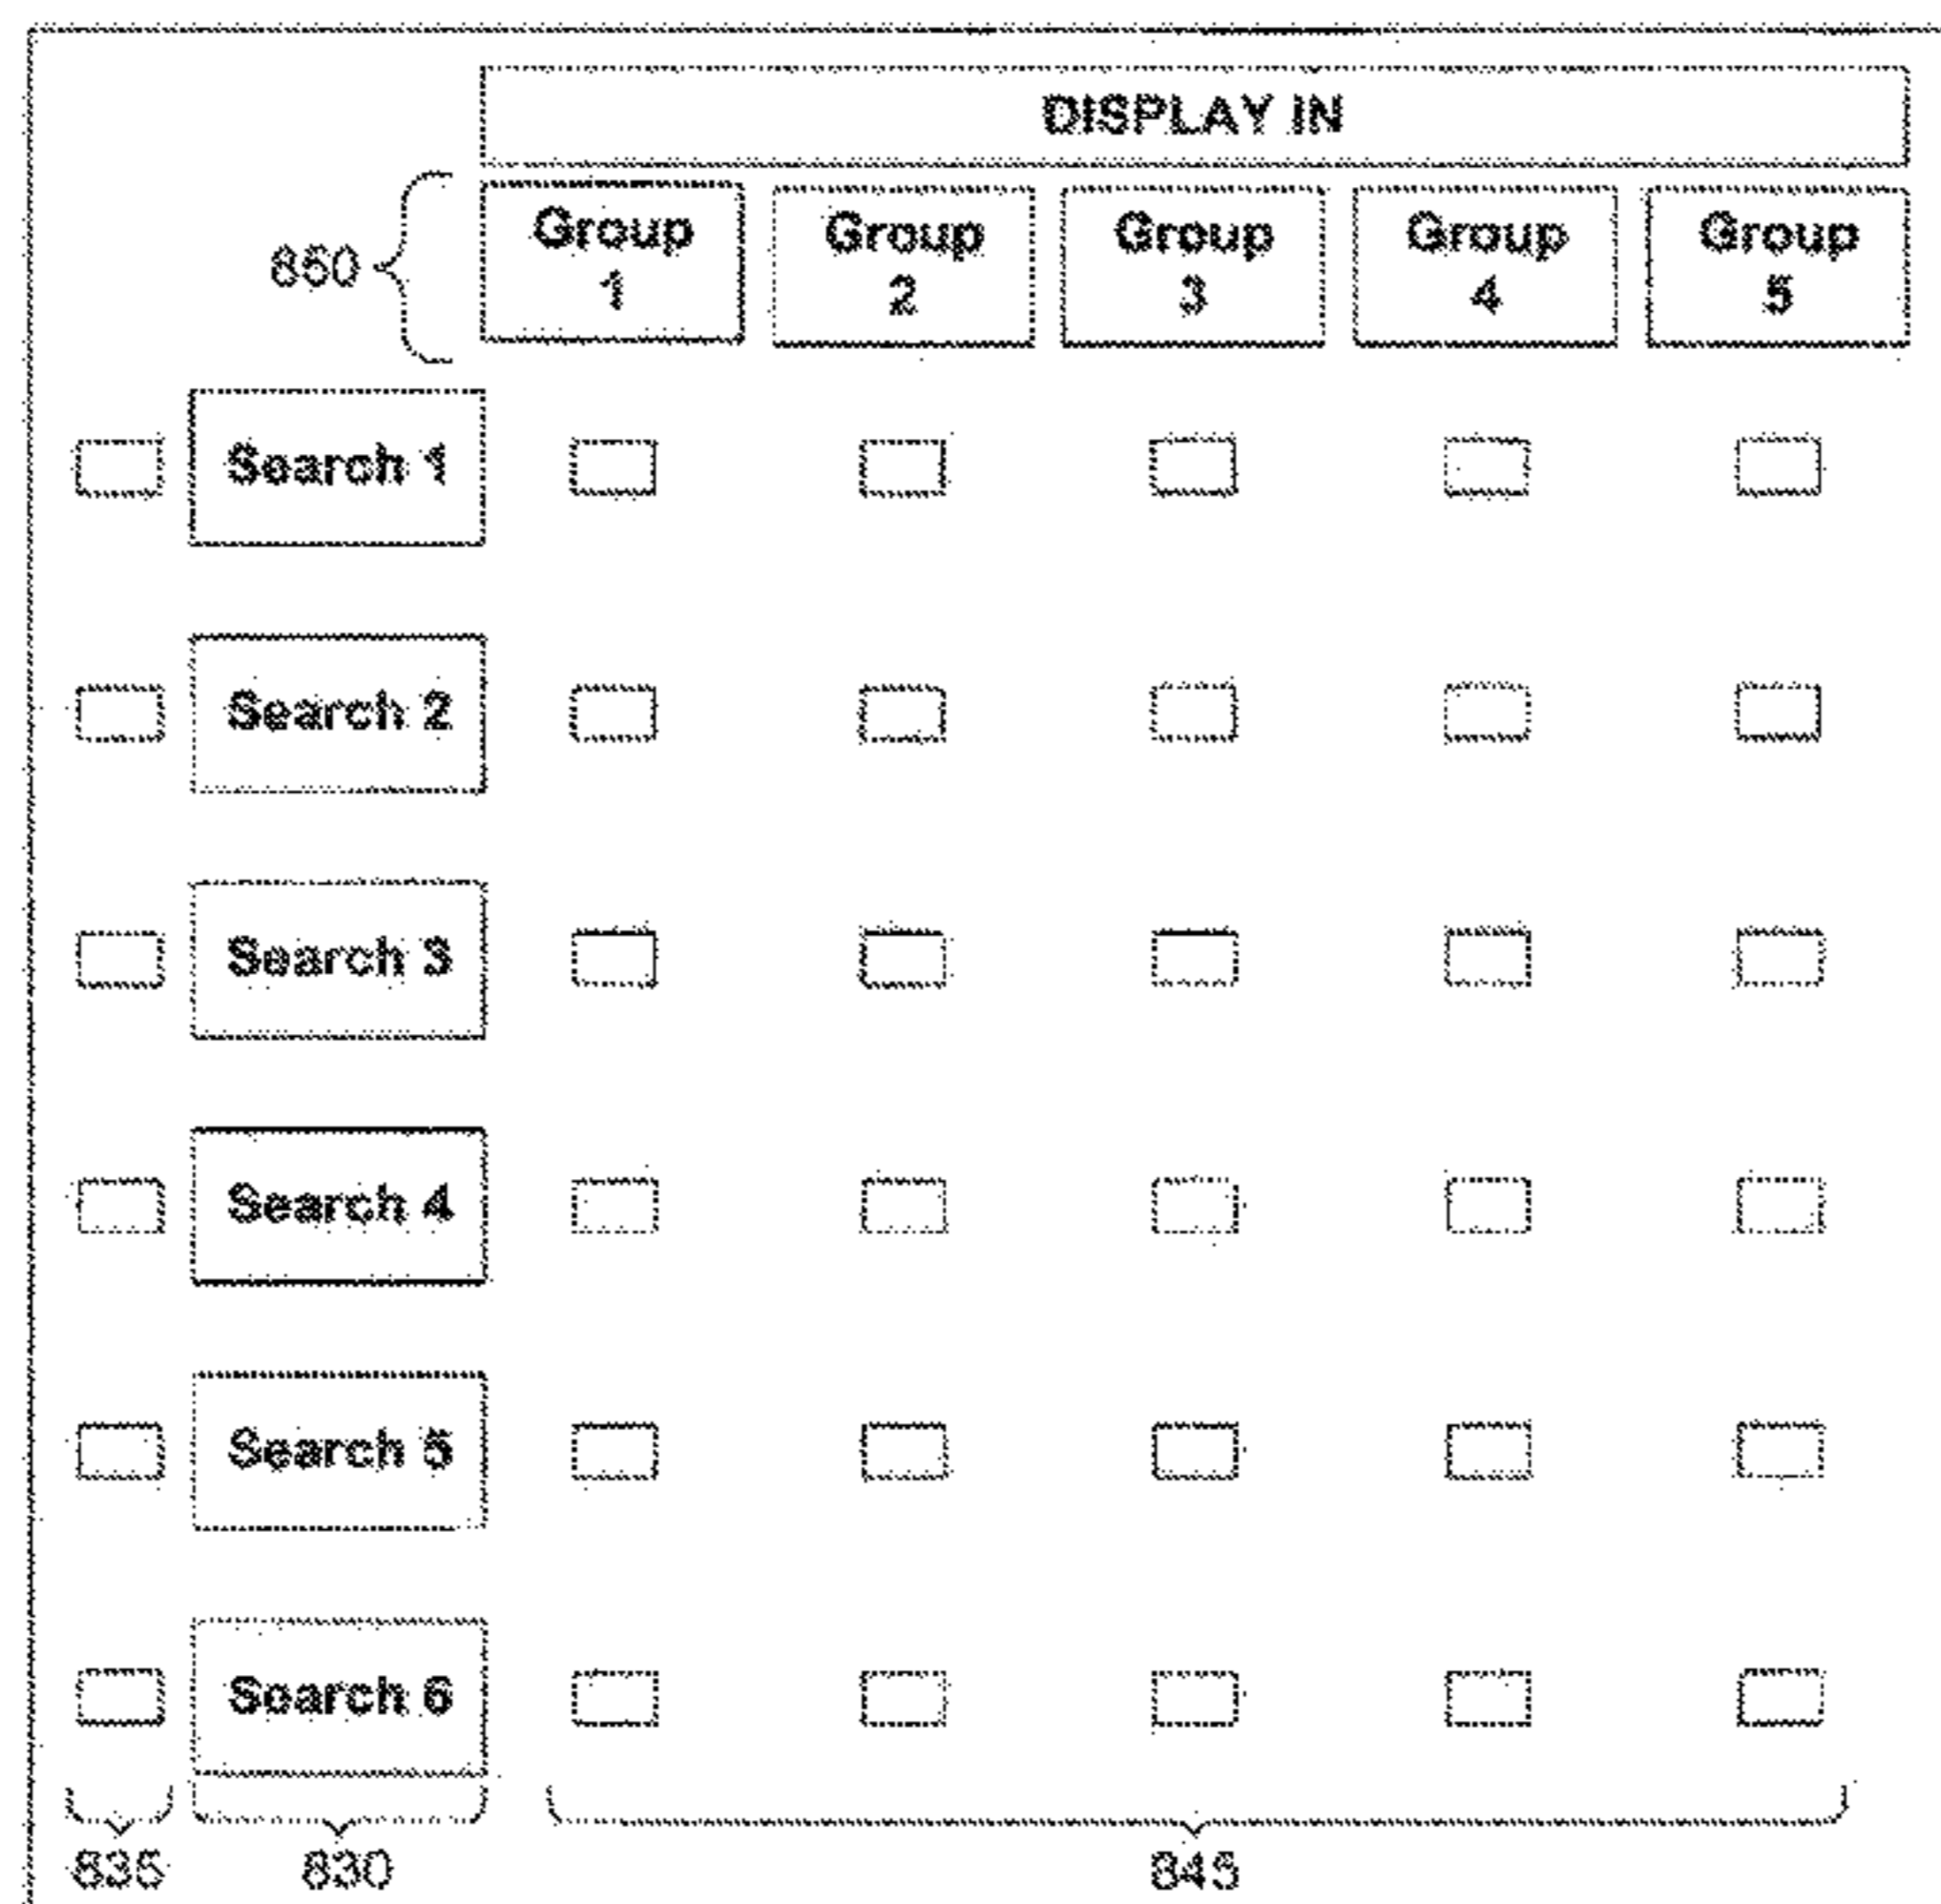 DISPLAY IN
850
Group 1
Group 2
Group 3
Group 4
Group 5
Search 1
Search 2
Search 3
Search 4
Search 5
Search 6
835
830
845